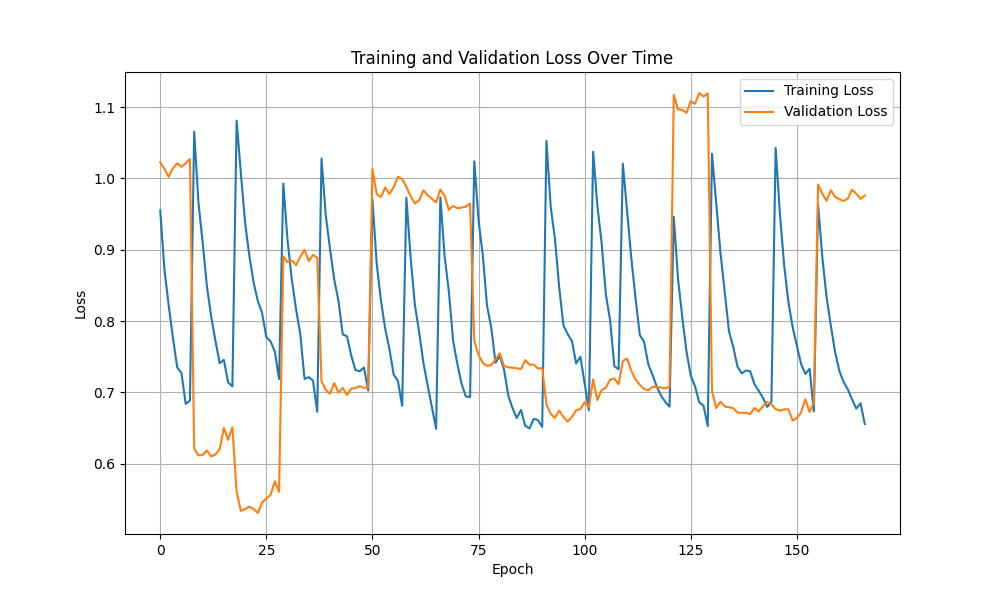 Training and Validation Loss Over Time
Training Loss
Validation Loss
1.1
1.0
0.9
0.8
0.7
0.6
Loss
0 25 50 75 100 125 150
Epoch